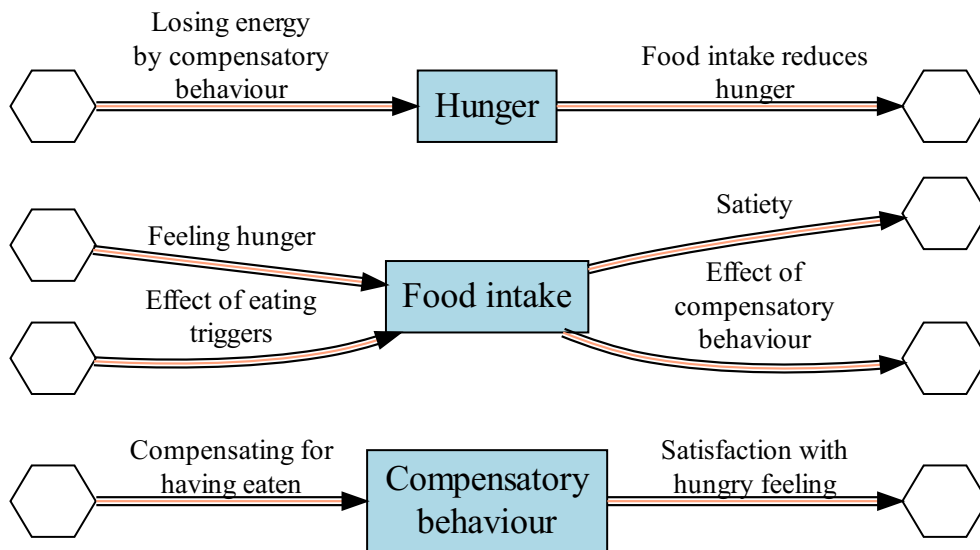 Losing energy
by compensatory
behaviour
Hunger
Food intake reduces
hunger
Feeling hunger
Effect of eating
triggers
Food intake
Satiety
Effect of
compensatory
behaviour
Compensating for
having eaten
Compensatory
behaviour
Satisfaction with
hungry feeling